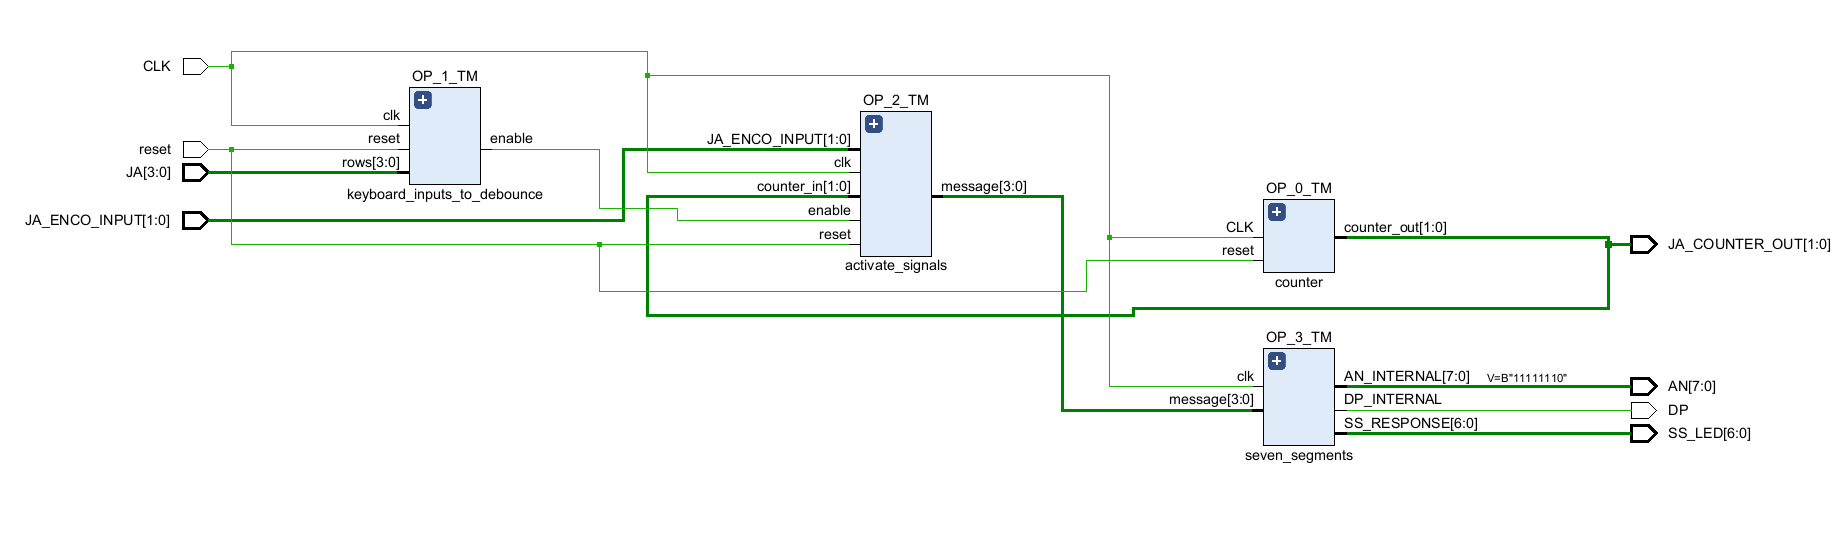 CLK
reset
JA[3:0]
JA_ENCO_INPUT[1:0]
OP_1_TM
clk
reset
rows[3:0]
enable
keyboard_inputs_to_debounce
OP_2_TM
JA_ENCO_INPUT[1:0]
clk
counter_in[1:0]
enable
reset
message[3:0]
activate_signals
OP_0_TM
CLK
reset
counter_out[1:0]
counter
JA_COUNTER_OUT[1:0]
OP_3_TM
clk
message[3:0]
AN_INTERNAL[7:0] V=B"11111110"
DP_INTERNAL
SS_RESPONSE[6:0]
seven_segments
AN[7:0]
DP
SS_LED[6:0]